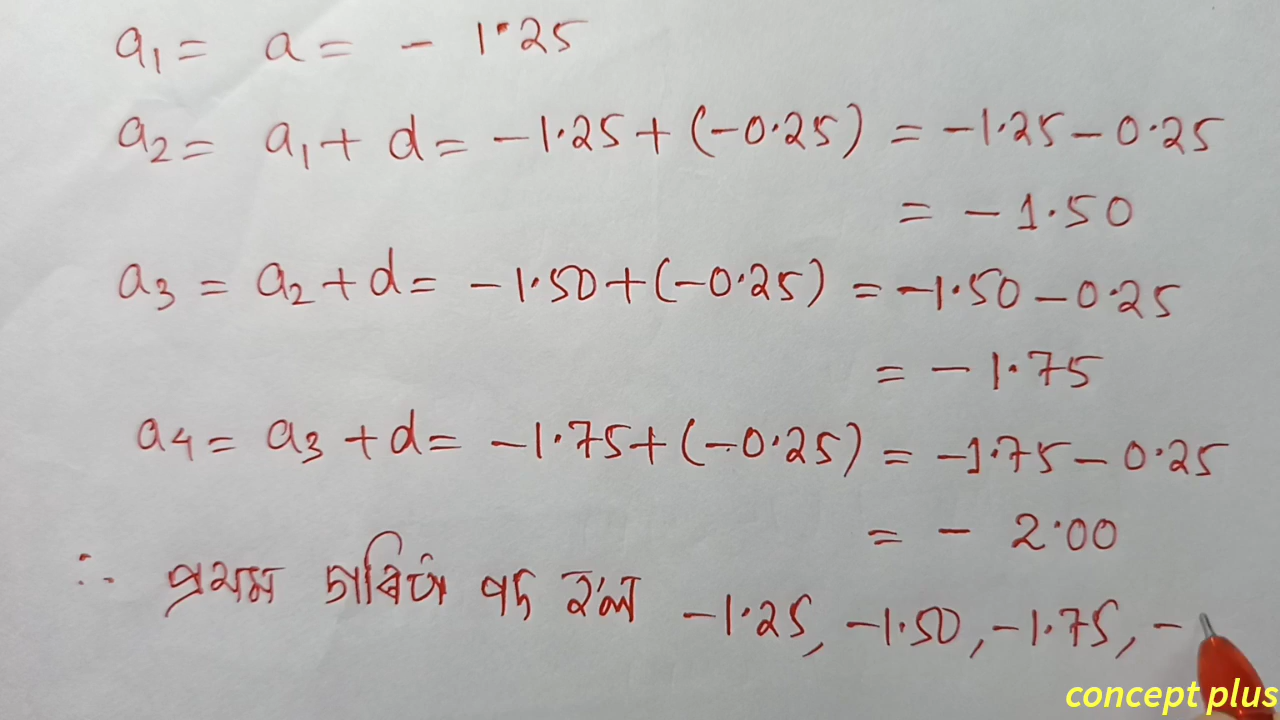 a₁ = a = - 1.25
a₂ = a₁ + d = -1.25 + (-0.25) = -1.25 - 0.25
= -1.50
a₃ = a₂ + d = -1.50 + (-0.25) = -1.50 - 0.25
= -1.75
a₄ = a₃ + d = -1.75 + (-0.25) = -1.75 - 0.25
= - 2.00
∴ প্ৰথম চাৰিটা পদ হ'ল -1.25, -1.50, -1.75, -
concept plus